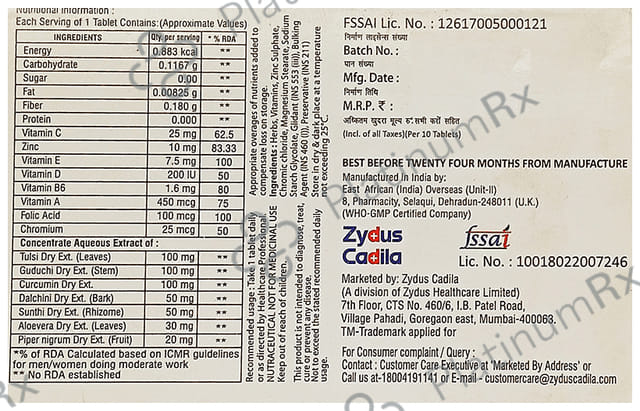 Nutritional Information :
Each Serving of 1 Tablet Contains:(Approximate Values)
INGREDIENTS Qty. per serving * % RDA
Energy 0.883 kcal **
Carbohydrate 0.1167 g **
Sugar 0.00 **
Fat 0.00825 g **
Fiber 0.180 g **
Protein 0.000 **
Vitamin C 25 mg 62.5
Zinc 10 mg 83.33
Vitamin E 7.5 mg 100
Vitamin D 200 IU 50
Vitamin B6 1.6 mg 80
Vitamin A 450 mcg 75
Folic Acid 100 mcg 100
Chromium 25 mcg 50
Concentrate Aqueous Extract of :
Tulsi Dry Ext. (Leaves) 100 mg **
Guduchi Dry Ext. (Stem) 100 mg **
Curcumin Dry Ext. 100 mg **
Dalchini Dry Ext. (Bark) 50 mg **
Sunthi Dry Ext. (Rhizome) 50 mg **
Aloevera Dry Ext. (Leaves) 30 mg **
Piper nigrum Dry Ext. (Fruit) 20 mg **
*% of RDA Calculated based on ICMR guidelines
for men/women doing moderate work
** No RDA established
Appropriate overages of nutrients added to
compensate loss on storage.
Ingredients : Herbs, Vitamins, Zinc Sulphate,
Chromic chloride, Magnesium Stearate, Sodium
Starch Glycolate, Glidant (INS 553 (iii)), Bulking
Agent (INS 460 (i)), Preservative (INS 211)
Store in dry & dark place at a temperature
not exceeding 25°C.
Recommended usage : Take 1 tablet daily
or as directed by Healthcare Professional
NUTRACEUTICAL NOT FOR MEDICINAL USE
Keep out of reach of children.
This product is not intended to diagnose, treat,
cure or prevent any disease.
Not to exceed the stated recommended daily
usage.
FSSAI Lic. No. : 12617005000121
निर्माण लाइसेन्स संख्या
Batch No. :
घान संख्या
Mfg. Date :
निर्माण तिथि
M.R.P. ₹ :
अधिकतम खुदरा मूल्य रु. सभी करों सहित
(Incl. of all Taxes)(Per 10 Tablets)
BEST BEFORE TWENTY FOUR MONTHS FROM MANUFACTURE
Manufactured in India by:
East African (India) Overseas (Unit-II)
8, Pharmacity, Selaqui, Dehradun-248011 (U.K.)
(WHO-GMP Certified Company)
Zydus
Cadila
fssai
Lic. No. : 10018022007246
Marketed by: Zydus Cadila
(A division of Zydus Healthcare Limited)
7th Floor, CTS No. 460/6, I.B. Patel Road,
Village Pahadi, Goregaon east, Mumbai-400063.
TM-Trademark applied for
For Consumer complaint / Query :
Contact : Customer Care Executive at 'Marketed By Address' or
Call us at-18004191141 or E-mail - customercare@zyduscadila.com
PlatinumRx
PlatinumRx
PlatinumRx
PlatinumRx